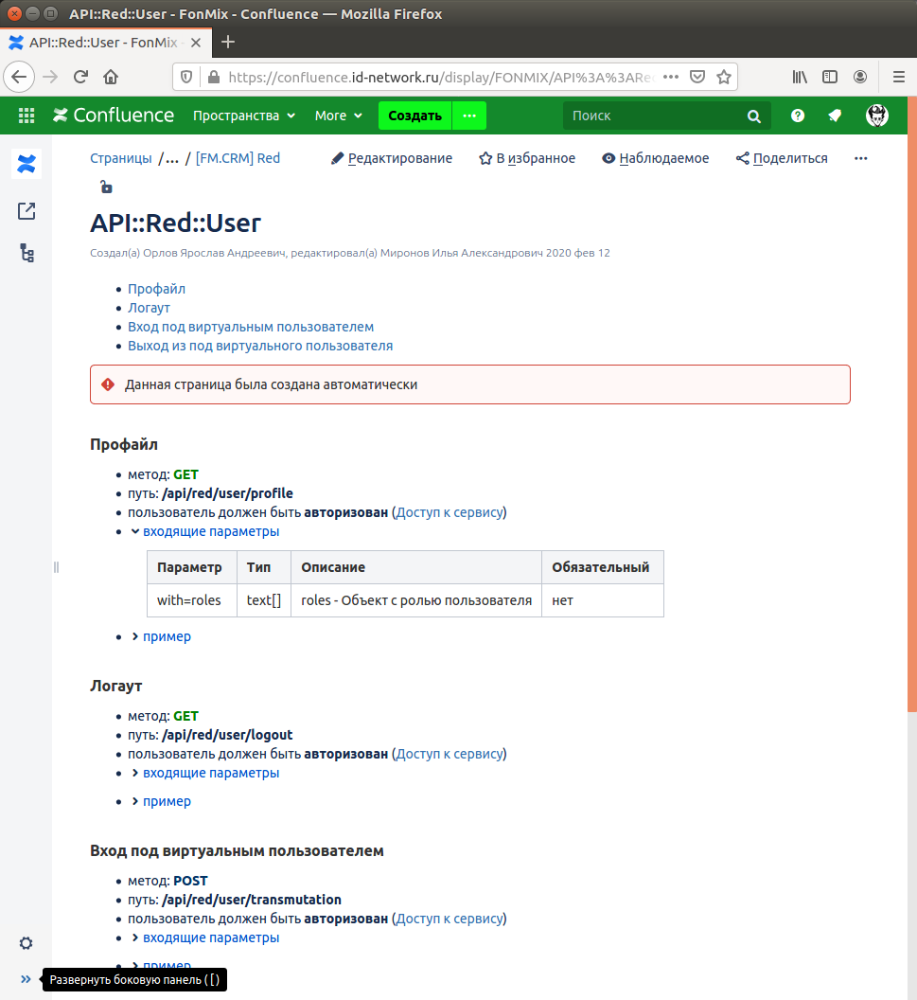 API::Red::User - FonMix - Confluence — Mozilla Firefox
API::Red::User - FonMix -
https://confluence.id-network.ru/display/FONMIX/API%3A%3ARe
Confluence Пространства More Создать Поиск
Страницы / ... / [FM.CRM] Red Редактирование В избранное Наблюдаемое Поделиться
API::Red::User
Создал(а) Орлов Ярослав Андреевич, редактировал(а) Миронов Илья Александрович 2020 фев 12
Профайл
Логаут
Вход под виртуальным пользователем
Выход из под виртуального пользователя
Данная страница была создана автоматически
Профайл
метод: GET
путь: /api/red/user/profile
пользователь должен быть авторизован (Доступ к сервису)
входящие параметры
Параметр Тип Описание Обязательный
with=roles text[] roles - Объект с ролью пользователя нет
пример
Логаут
метод: GET
путь: /api/red/user/logout
пользователь должен быть авторизован (Доступ к сервису)
входящие параметры
пример
Вход под виртуальным пользователем
метод: POST
путь: /api/red/user/transmutation
пользователь должен быть авторизован (Доступ к сервису)
входящие параметры
пример
Развернуть боковую панель ( [ )